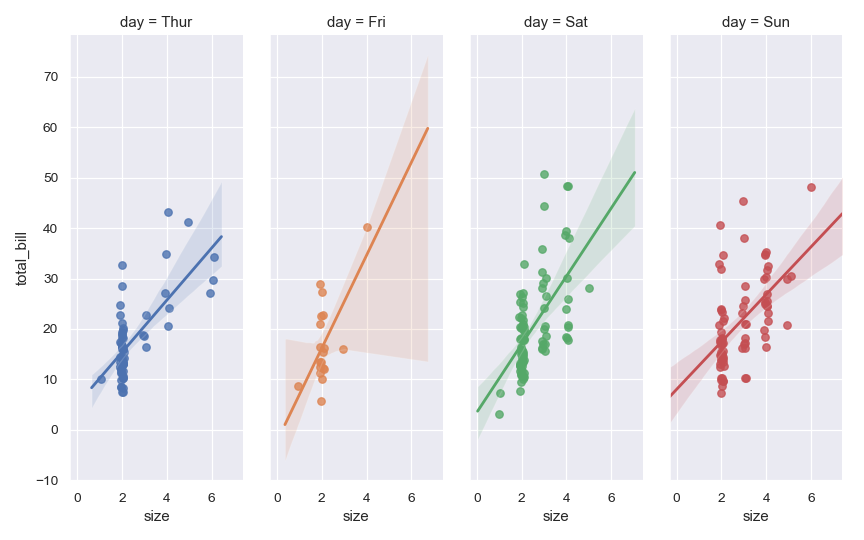 day = Thur
day = Fri
day = Sat
day = Sun
total_bill
70
60
50
40
30
20
10
0
−10
0 2 4 6
0 2 4 6
0 2 4 6
0 2 4 6
size
size
size
size